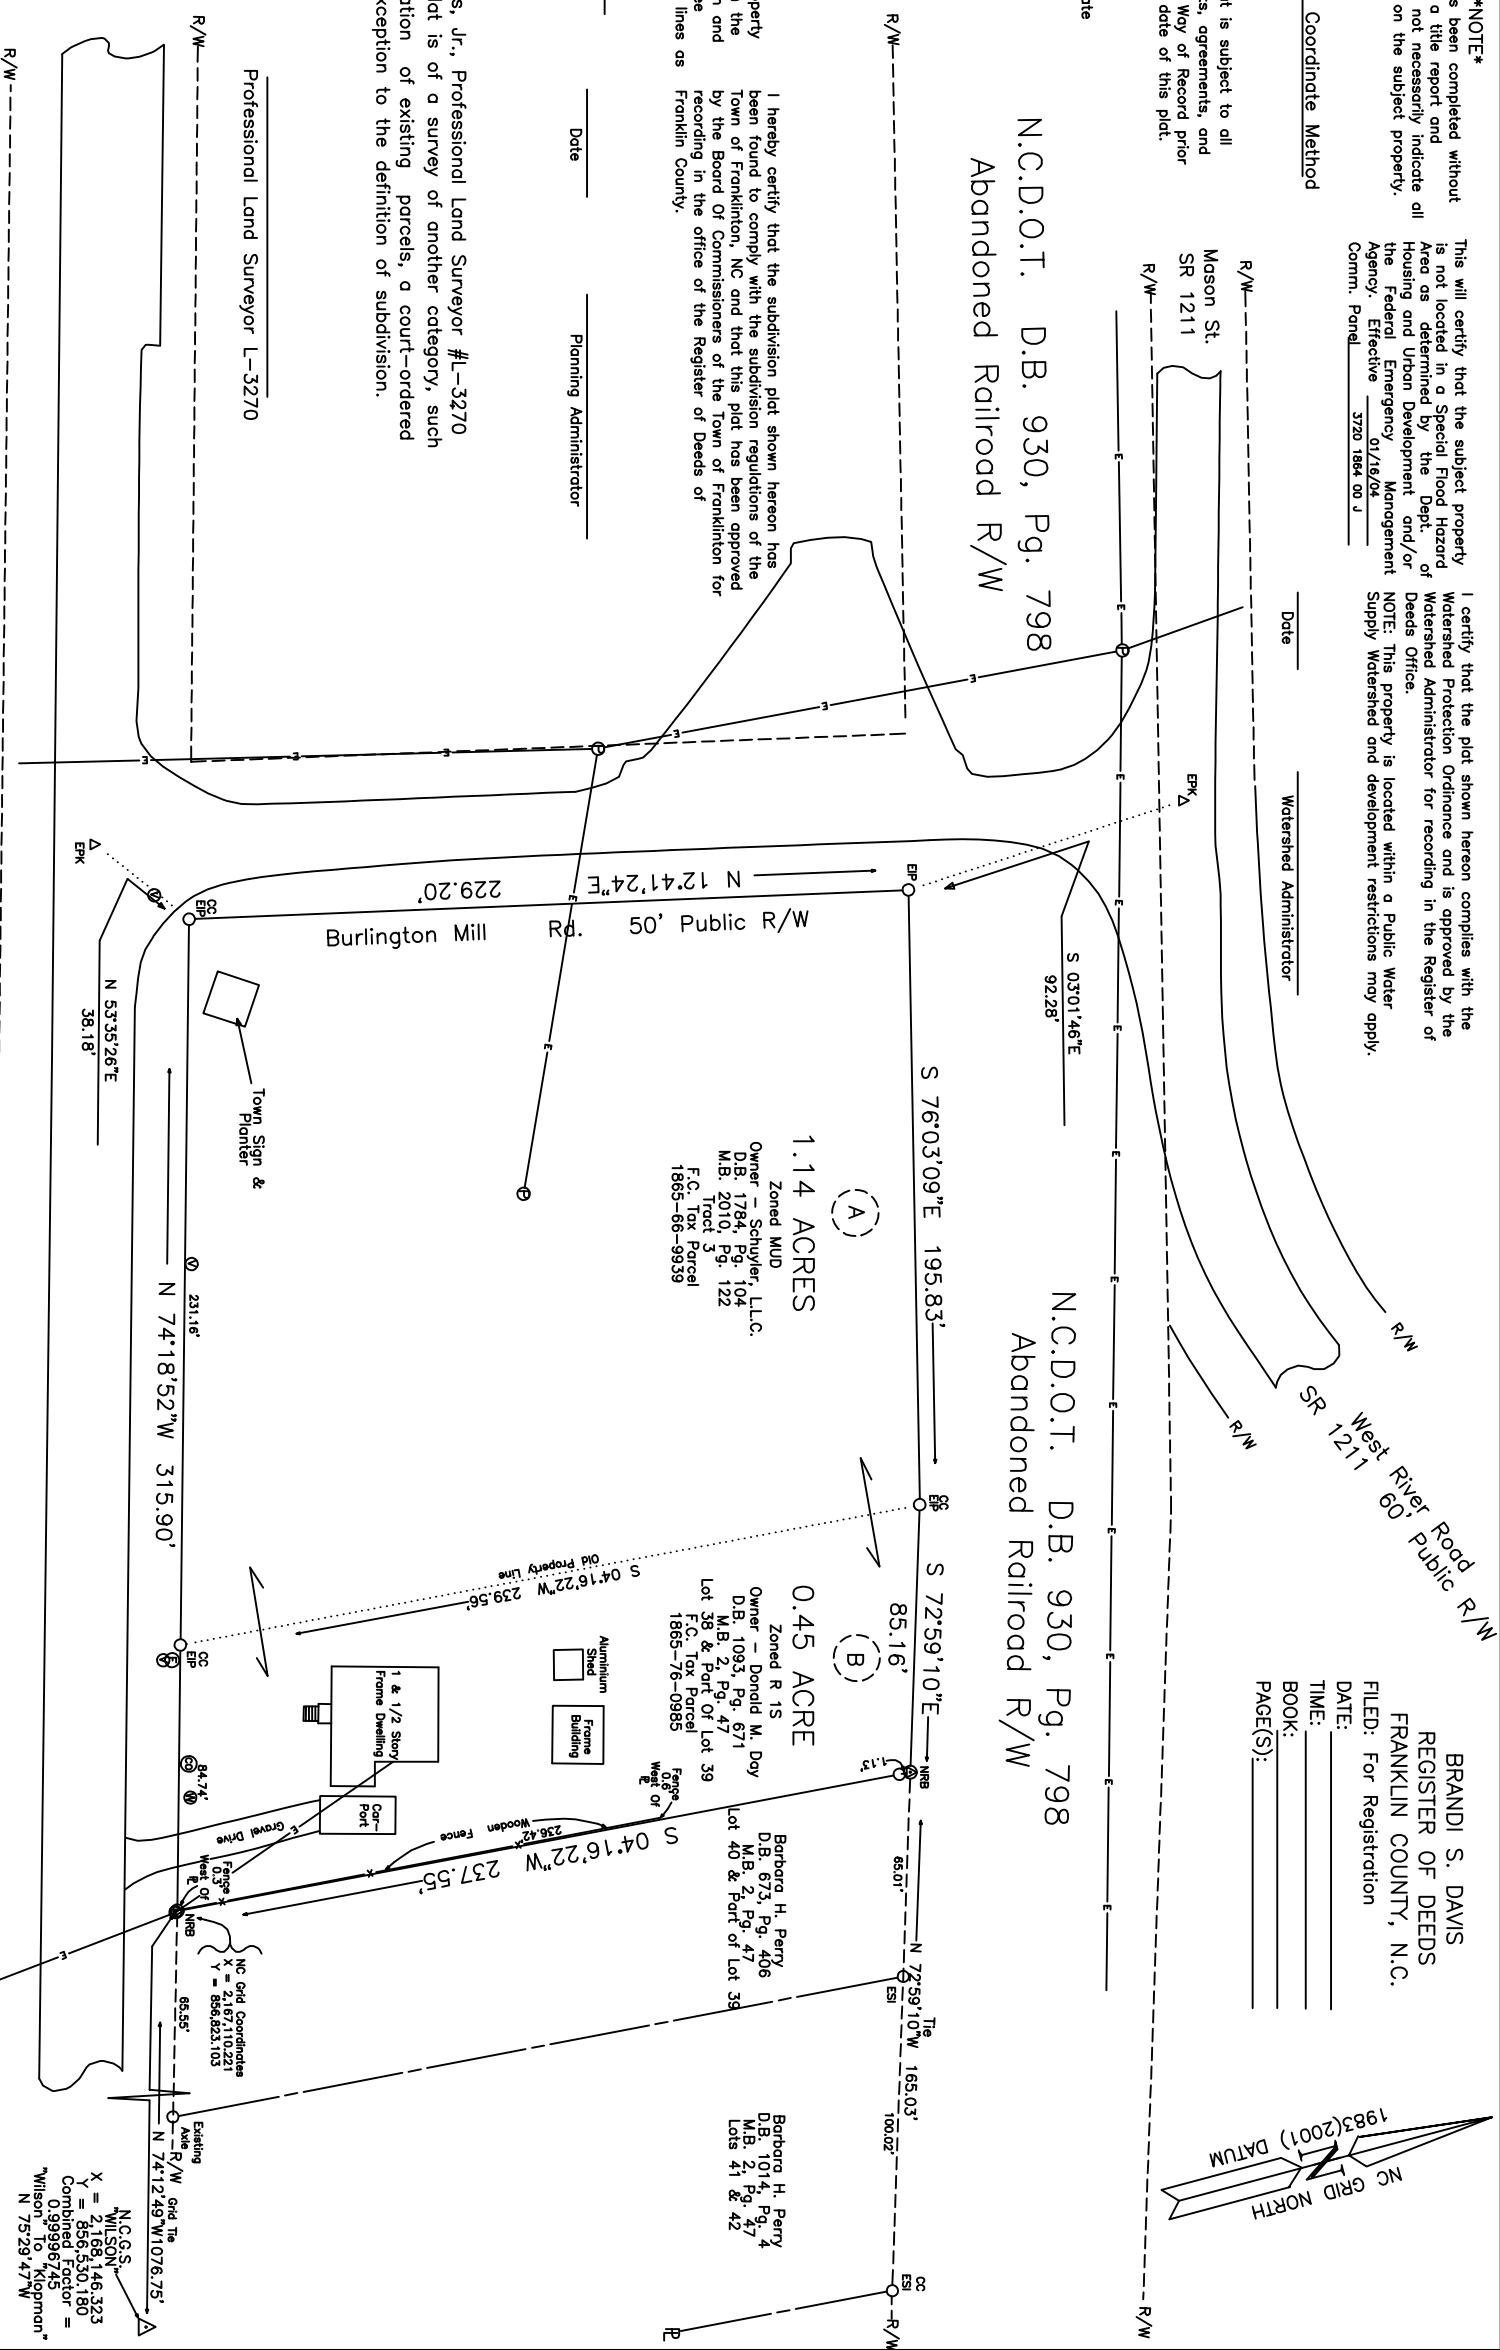 *NOTE*
s been completed without
a title report and
not necessarily indicate all
on the subject property.
Coordinate Method
t is subject to all
s, agreements, and
Way of Record prior
date of this plat.
ate
This will certify that the subject property
is not located in a Special Flood Hazard
Area as determined by the Dept. of
Housing and Urban Development and/or
the Federal Emergency Management
Agency. Effective 01/16/04
Comm. Panel 3720 1864 00 J
I certify that the plat shown hereon complies with the
Watershed Protection Ordinance and is approved by the
Watershed Administrator for recording in the Register of
Deeds Office.
NOTE: This property is located within a Public Water
Supply Watershed and development restrictions may apply.
Date
Watershed Administrator
BRANDI S. DAVIS
REGISTER OF DEEDS
FRANKLIN COUNTY, N.C.
FILED: For Registration
DATE:
TIME:
BOOK:
PAGE(S):
NC GRID NORTH
1983(2001) DATUM
R/W
Mason St.
SR 1211
R/W
R/W
R/W
West River Road
SR 1211 60' Public R/W
R/W
E E E E E E E E E E E
P
EPK
N.C.D.O.T. D.B. 930, Pg. 798
Abandoned Railroad R/W
N.C.D.O.T. D.B. 930, Pg. 798
Abandoned Railroad R/W
S 03°01'46"E
92.28'
R/W
EIP
S 76°03'09"E 195.83'
CC
EIP
S 72°59'10"E
85.16'
NRB
1.13'
65.01'
Tie
N 72°59'10"W 165.03'
ESI
100.02'
CC
ESI
R/W
operty
the
n and
ee
lines as
I hereby certify that the subdivision plat shown hereon has
been found to comply with the subdivision regulations of the
Town of Franklinton, NC and that this plat has been approved
by the Board Of Commissioners of the Town of Franklinton for
recording in the office of the Register of Deeds of
Franklin County.
Date
Planning Administrator
A
1.14 ACRES
Zoned MUD
Owner - Schuyler, L.L.C.
D.B. 1784, Pg. 104
M.B. 2010, Pg. 122
Tract 3
F.C. Tax Parcel
1865-66-9939
B
0.45 ACRE
Zoned R 1S
Owner - Donald M. Day
D.B. 1093, Pg. 671
M.B. 2, Pg. 47
Lot 38 & Part Of Lot 39
F.C. Tax Parcel
1865-76-0985
Barbara H. Perry
D.B. 673, Pg. 406
M.B. 2, Pg. 47
Lot 40 & Part of Lot 39
Barbara H. Perry
D.B. 1014, Pg. 4
M.B. 2, Pg. 47
Lots 41 & 42
PL
Fence
0.6'
West Of
PL
Aluminium
Shed
Frame
Building
S 04°16'22"W 239.56'
Old Property Line
S 04°16'22"W 237.55'
236.42'
Wooden Fence
1 & 1/2 Story
Frame Dwelling
Car-
Port
Gravel Drive
Fence
0.3'
West Of
PL
NRB
NC Grid Coordinates
X = 2,167,110.221
Y = 856,823.103
N 12°41'24"E
229.20'
Burlington Mill Rd. 50' Public R/W
s, Jr., Professional Land Surveyor #L-3270
lat is of a survey of another category, such
ation of existing parcels, a court-ordered
xception to the definition of subdivision.
Professional Land Surveyor L-3270
R/W
E E E E E E
P
P
E
E
EPK
CC
EIP
Town Sign &
Planter
N 53°35'26"E
38.18'
V
231.16'
N 74°18'52"W 315.90'
CC
EIP
E
V
CO
84.74'
W
65.55'
Existing
Axle
R/W
Grid Tie
N 74°12'49"W 1076.75'
N.C.G.S.
"WILSON"
X = 2,168,146.323
Y = 856,530.180
Combined Factor =
0.99996745
"Wilson" To "Klopman"
N 75°29'47"W
E
R/W